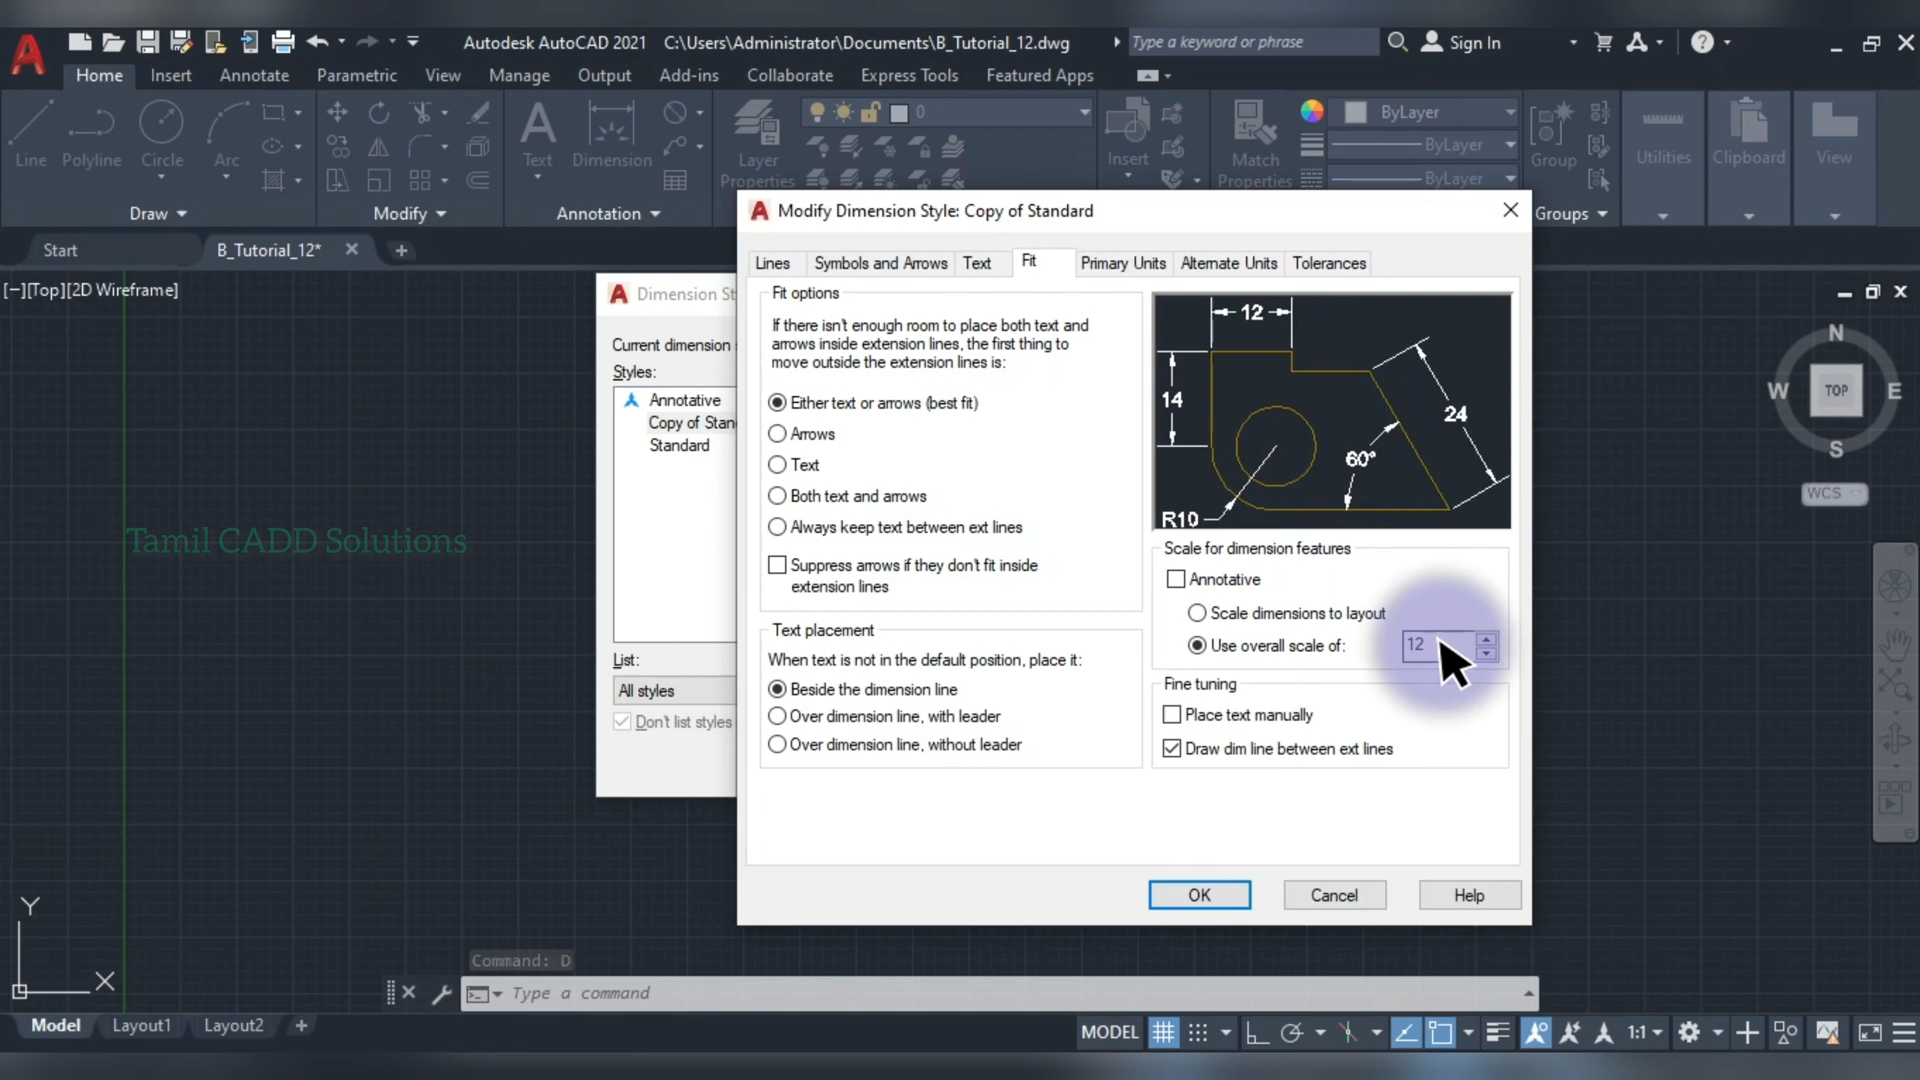 Autodesk AutoCAD 2021 C:\Users\Administrator\Documents\B_Tutorial_12.dwg Type a keyword or phrase Sign In
Home Insert Annotate Parametric View Manage Output Add-ins Collaborate Express Tools Featured Apps
0 ByLayer
ByLayer
ByLayer
Line Polyline Circle Arc Text Dimension Layer Properties Insert Match Properties Group Utilities Clipboard View
Draw Modify Annotation Groups
Start B_Tutorial_12*
[−][Top][2D Wireframe]
Tamil CADD Solutions
Dimension St
Current dimension
Styles:
Annotative
Copy of Stan
Standard
List:
All styles
Don't list styles
Modify Dimension Style: Copy of Standard
Lines Symbols and Arrows Text Fit Primary Units Alternate Units Tolerances
Fit options
If there isn't enough room to place both text and
arrows inside extension lines, the first thing to
move outside the extension lines is:
Either text or arrows (best fit)
Arrows
Text
Both text and arrows
Always keep text between ext lines
Suppress arrows if they don't fit inside
extension lines
Text placement
When text is not in the default position, place it:
Beside the dimension line
Over dimension line, with leader
Over dimension line, without leader
12
14
24
60°
R10
Scale for dimension features
Annotative
Scale dimensions to layout
Use overall scale of: 12
Fine tuning
Place text manually
Draw dim line between ext lines
OK Cancel Help
N
W TOP E
S
WCS
Y
X
Command: D
Type a command
Model Layout1 Layout2
MODEL 1:1